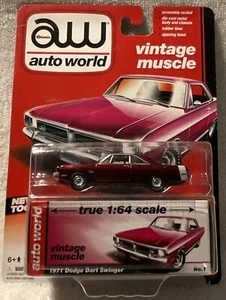 aw
auto world
vintage
muscle
accurately scaled
die-cast metal
body and chassis
rubber tires
opening hood
NEW
TOO
true 1:64 scale
auto world
vintage
muscle
6+
1971 Dodge Dart Swinger
No.1